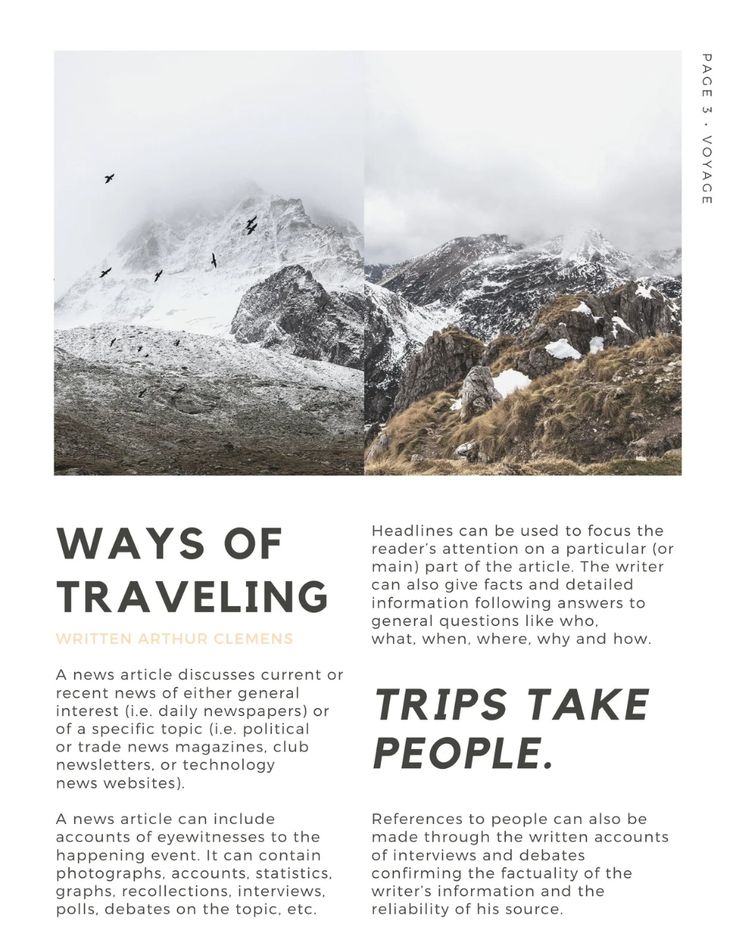 PAGE 3 • VOYAGE
WAYS OF
TRAVELING
WRITTEN ARTHUR CLEMENS
A news article discusses current or
recent news of either general
interest (i.e. daily newspapers) or
of a specific topic (i.e. political
or trade news magazines, club
newsletters, or technology
news websites).
A news article can include
accounts of eyewitnesses to the
happening event. It can contain
photographs, accounts, statistics,
graphs, recollections, interviews,
polls, debates on the topic, etc.
Headlines can be used to focus the
reader's attention on a particular (or
main) part of the article. The writer
can also give facts and detailed
information following answers to
general questions like who,
what, when, where, why and how.
TRIPS TAKE
PEOPLE.
References to people can also be
made through the written accounts
of interviews and debates
confirming the factuality of the
writer's information and the
reliability of his source.